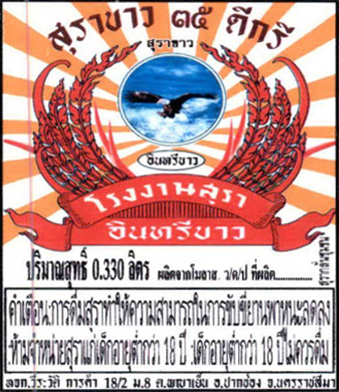 สุราขาว ๓๕ ดีกรี
สุราขาว
อินทรีขาว
โรงงานสุรา
อินทรีขาว
ปริมาณสุทธิ์ 0.330 ลิตร ผลิตจากโมลาส. ว/ด/ป ที่ผลิต...............
สุรากลั่นชุมชน
คำเตือน:การดื่มสุราทำให้ความสามารถในการขับขี่ยานพาหนะลดลง
:ห้ามจำหน่ายสุราแก่เด็กอายุต่ำกว่า 18 ปี :เด็กอายุต่ำกว่า 18 ปีไม่ควรดื่ม
การค้า 18/2 ม.8 ต.พญาเย็น อ.ปากช่อง จ.นครราชสีมา